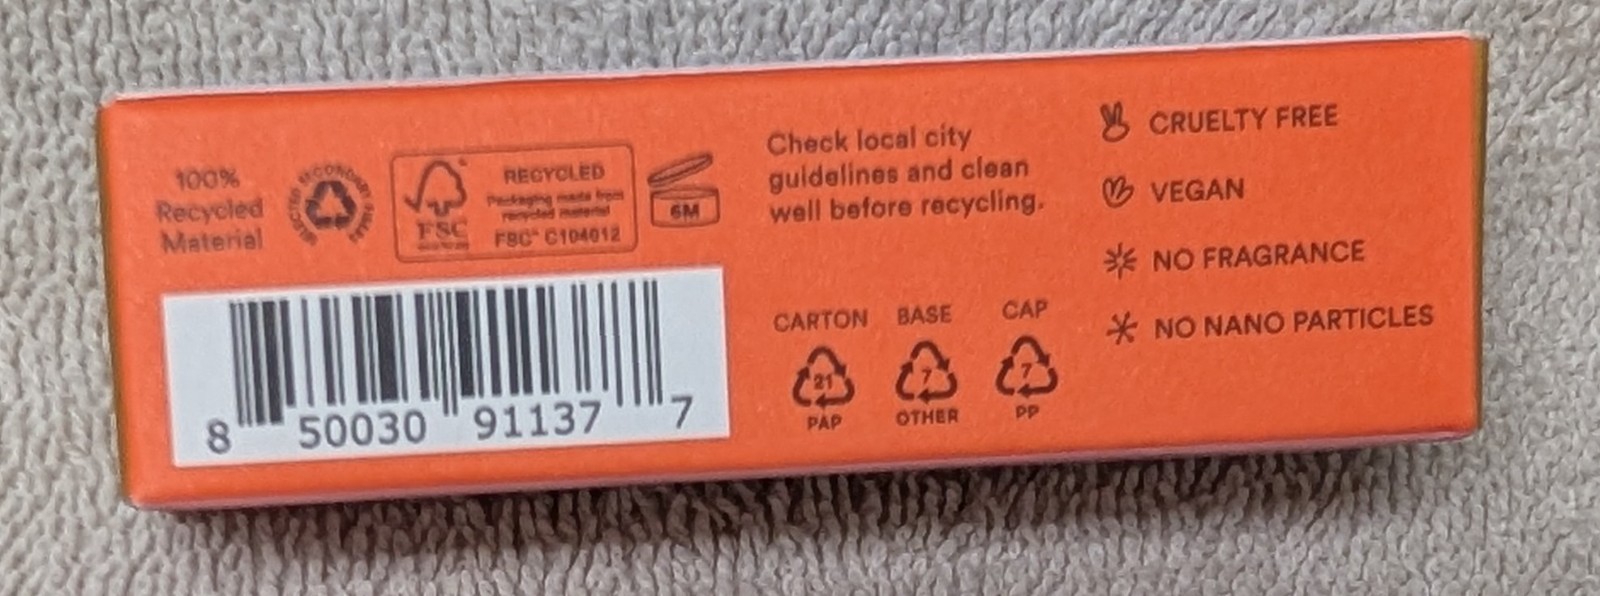 100%
Recycled
Material
FSC
RECYCLED
Packaging made from
recycled material
FSC™ C104012
6M
8 50030 91137 7
Check local city
guidelines and clean
well before recycling.
CARTON
21
PAP
BASE
7
OTHER
CAP
7
PP
CRUELTY FREE
VEGAN
NO FRAGRANCE
NO NANO PARTICLES